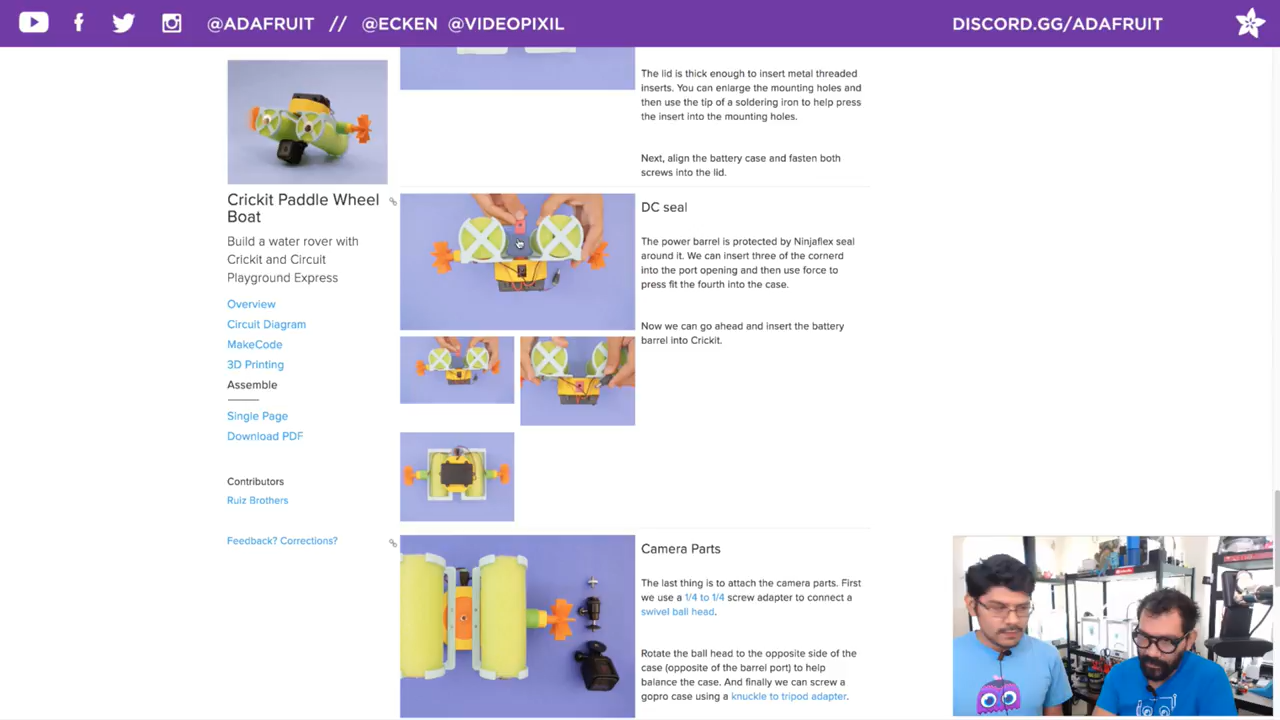 @ADAFRUIT // @ECKEN @VIDEOPIXIL
DISCORD.GG/ADAFRUIT
Crickit Paddle Wheel
Boat
Build a water rover with
Crickit and Circuit
Playground Express
Overview
Circuit Diagram
MakeCode
3D Printing
Assemble
Single Page
Download PDF
Contributors
Ruiz Brothers
Feedback? Corrections?
The lid is thick enough to insert metal threaded
inserts. You can enlarge the mounting holes and
then use the tip of a soldering iron to help press
the insert into the mounting holes.
Next, align the battery case and fasten both
screws into the lid.
DC seal
The power barrel is protected by Ninjaflex seal
around it. We can insert three of the cornerd
into the port opening and then use force to
press fit the fourth into the case.
Now we can go ahead and insert the battery
barrel into Crickit.
Camera Parts
The last thing is to attach the camera parts. First
we use a 1/4 to 1/4 screw adapter to connect a
swivel ball head.
Rotate the ball head to the opposite side of the
case (opposite of the barrel port) to help
balance the case. And finally we can screw a
gopro case using a knuckle to tripod adapter.